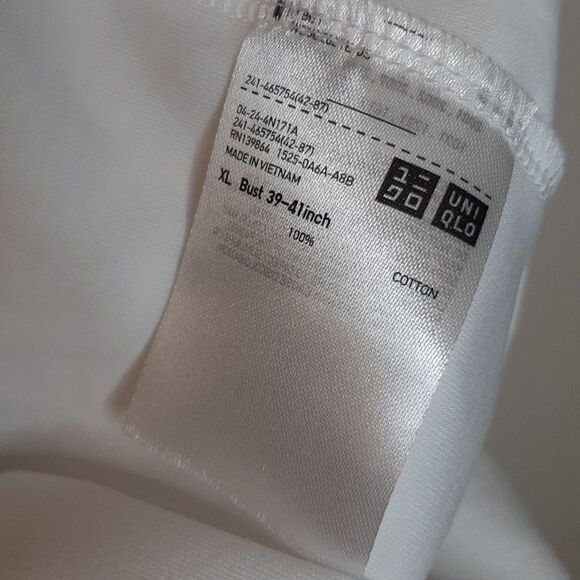 241-465754(42-87)
04-24-4N171A
241-465754(42-87)
RN139864 1525-0A6A-A8B
MADE IN VIETNAM
XL Bust 39-41inch
100%
COTTON
ユニ
クロ
UNI
QLO